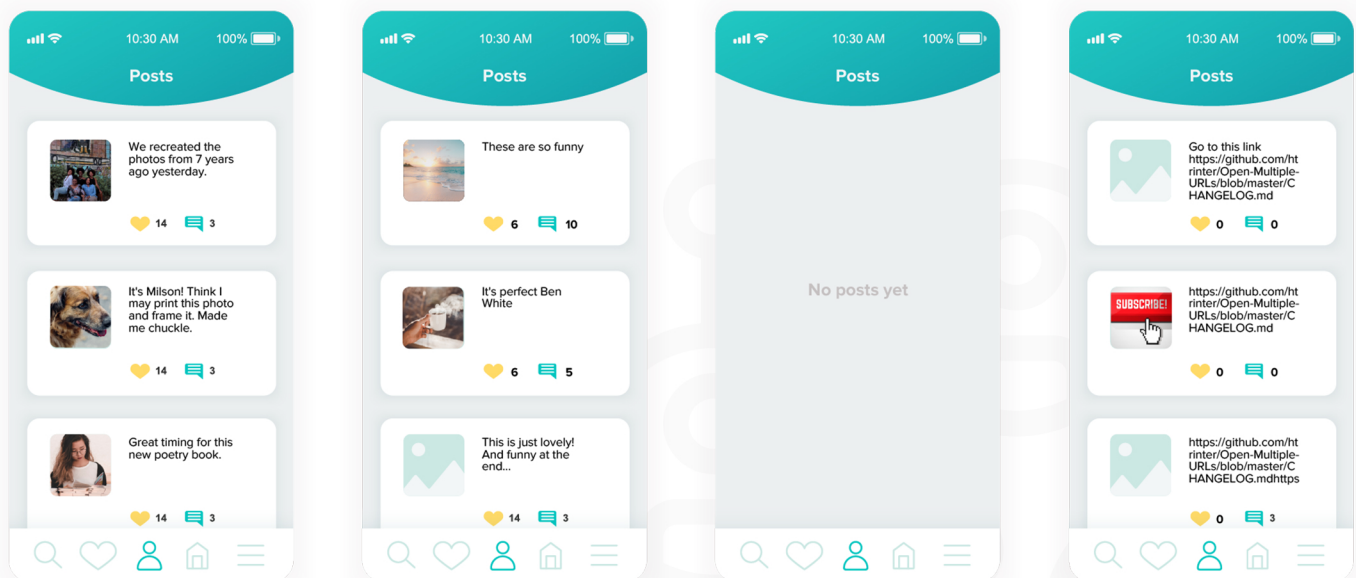 10:30 AM 100%
Posts
We recreated the
photos from 7 years
ago yesterday.
14 3
It's Milson! Think I
may print this photo
and frame it. Made
me chuckle.
14 3
Great timing for this
new poetry book.
14 3
10:30 AM 100%
Posts
These are so funny
6 10
It's perfect Ben
White
6 5
This is just lovely!
And funny at the
end...
14 3
10:30 AM 100%
Posts
No posts yet
10:30 AM 100%
Posts
Go to this link
https://github.com/ht
rinter/Open-Multiple-
URLs/blob/master/C
HANGELOG.md
0 0
SUBSCRIBE!
https://github.com/ht
rinter/Open-Multiple-
URLs/blob/master/C
HANGELOG.md
0 0
https://github.com/ht
rinter/Open-Multiple-
URLs/blob/master/C
HANGELOG.mdhttps
0 3